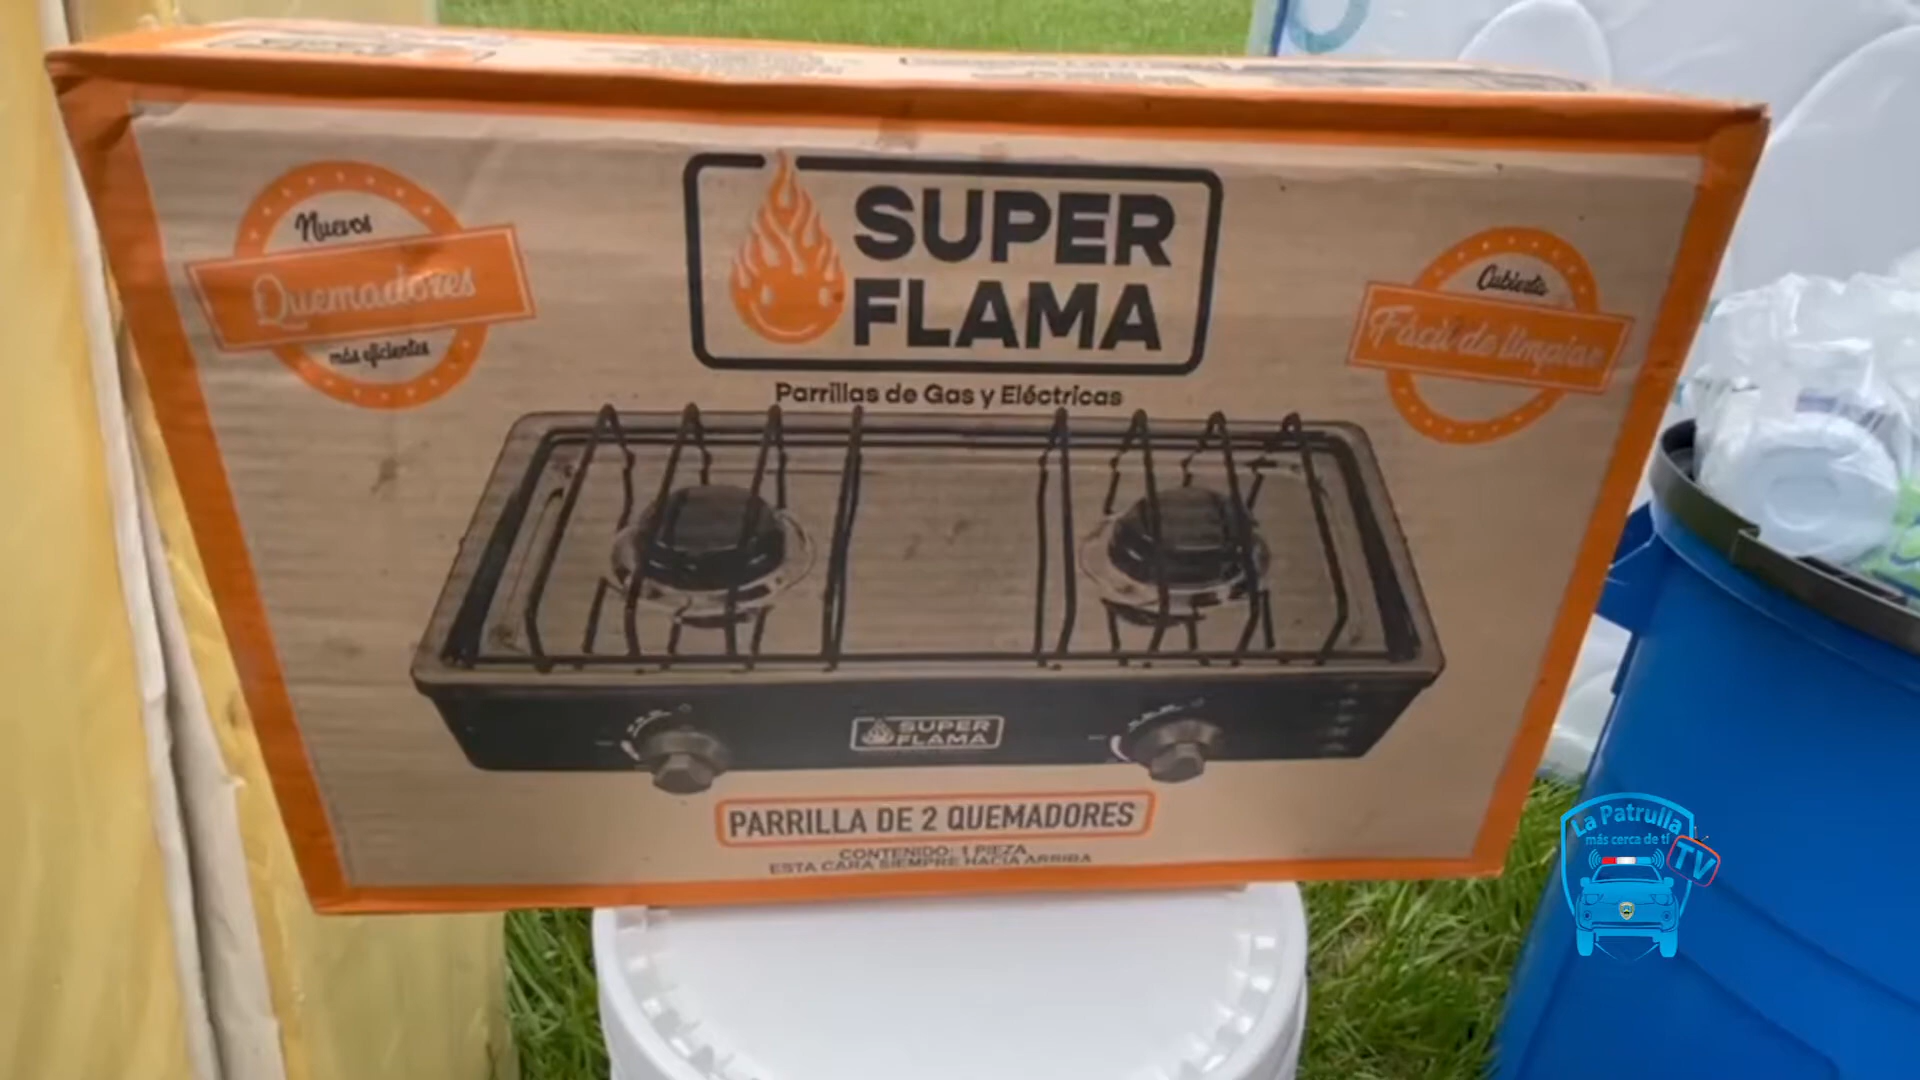 SUPER
FLAMA
Parrillas de Gas y Eléctricas
Nuevos
Quemadores
más eficientes
Cubierta
Fácil de limpiar
SUPER
FLAMA
PARRILLA DE 2 QUEMADORES
CONTENIDO: 1 PIEZA
ESTA CARA SIEMPRE HACIA ARRIBA
La Patrulla
más cerca de ti
TV